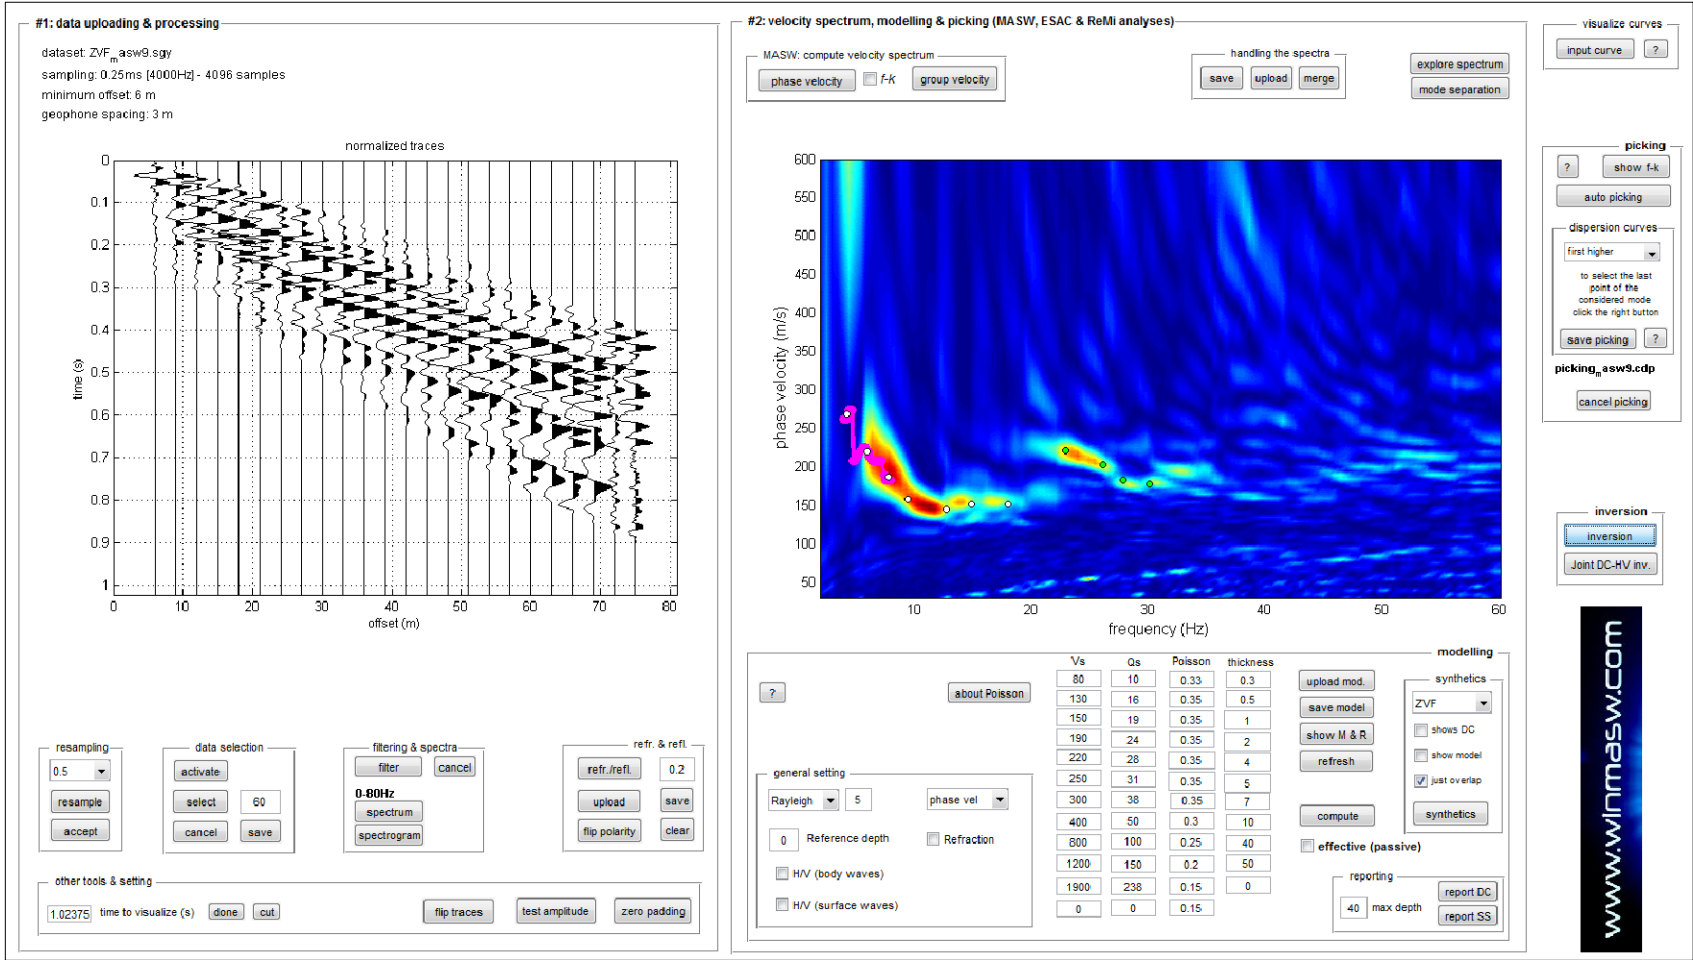 #1: data uploading & processing
dataset: ZVF_masw9.sgy
sampling: 0.25ms [4000Hz] - 4096 samples
minimum offset: 6 m
geophone spacing: 3 m
normalized traces
0
0.1
0.2
0.3
0.4
0.5
0.6
0.7
0.8
0.9
1
time (s)
0 10 20 30 40 50 60 70 80
offset (m)
resampling
0.5
resample
accept
data selection
activate
select 60
cancel save
filtering & spectra
filter cancel
0-80Hz
spectrum
spectrogram
refr. & refl.
refr./refl. 0.2
upload save
flip polarity clear
other tools & setting
1.02375 time to visualize (s) done cut flip traces test amplitude zero padding
#2: velocity spectrum, modelling & picking (MASW, ESAC & ReMi analyses)
MASW: compute velocity spectrum
phase velocity f-k group velocity
handling the spectra
save upload merge
explore spectrum
mode separation
600
550
500
450
400
350
300
250
200
150
100
50
phase velocity (m/s)
10 20 30 40 50 60
frequency (Hz)
modelling
? about Poisson
general setting
Rayleigh 5 phase vel
0 Reference depth Refraction
H/V (body waves)
H/V (surface waves)
Vs Qs Poisson thickness
80 10 0.33 0.3
130 16 0.35 0.5
150 19 0.35 1
190 24 0.35 2
220 28 0.35 4
250 31 0.35 5
300 38 0.35 7
400 50 0.3 10
800 100 0.25 40
1200 150 0.2 50
1900 238 0.15 0
0 0 0.15
upload mod.
save model
show M & R
refresh
compute
effective (passive)
synthetics
ZVF
shows DC
show model
just overlap
synthetics
reporting
40 max depth
report DC
report SS
visualize curves
input curve ?
picking
? show f-k
auto picking
dispersion curves
first higher
to select the last
point of the
considered mode
click the right button
save picking ?
picking_masw9.cdp
cancel picking
inversion
inversion
Joint DC-HV inv.
www.winmasw.com